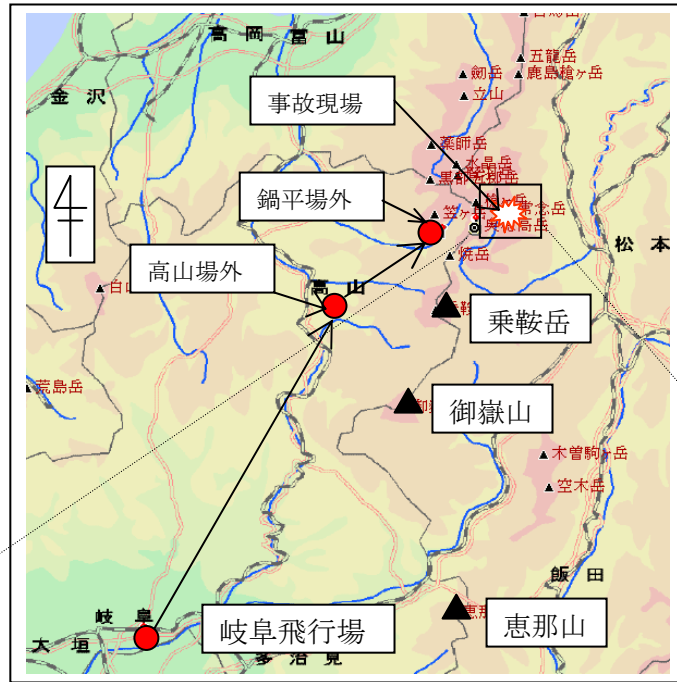 高岡
富山
五龍岳
剱岳
鹿島槍ヶ岳
立山
金沢
事故現場
薬師岳
水晶岳
鍋平場外
笠ヶ岳
常念岳
松本
焼岳
高山場外
高山
白山
乗鞍岳
荒島岳
御嶽山
木曽駒ヶ岳
空木岳
飯田
岐阜
岐阜飛行場
恵那山
大垣
多治見